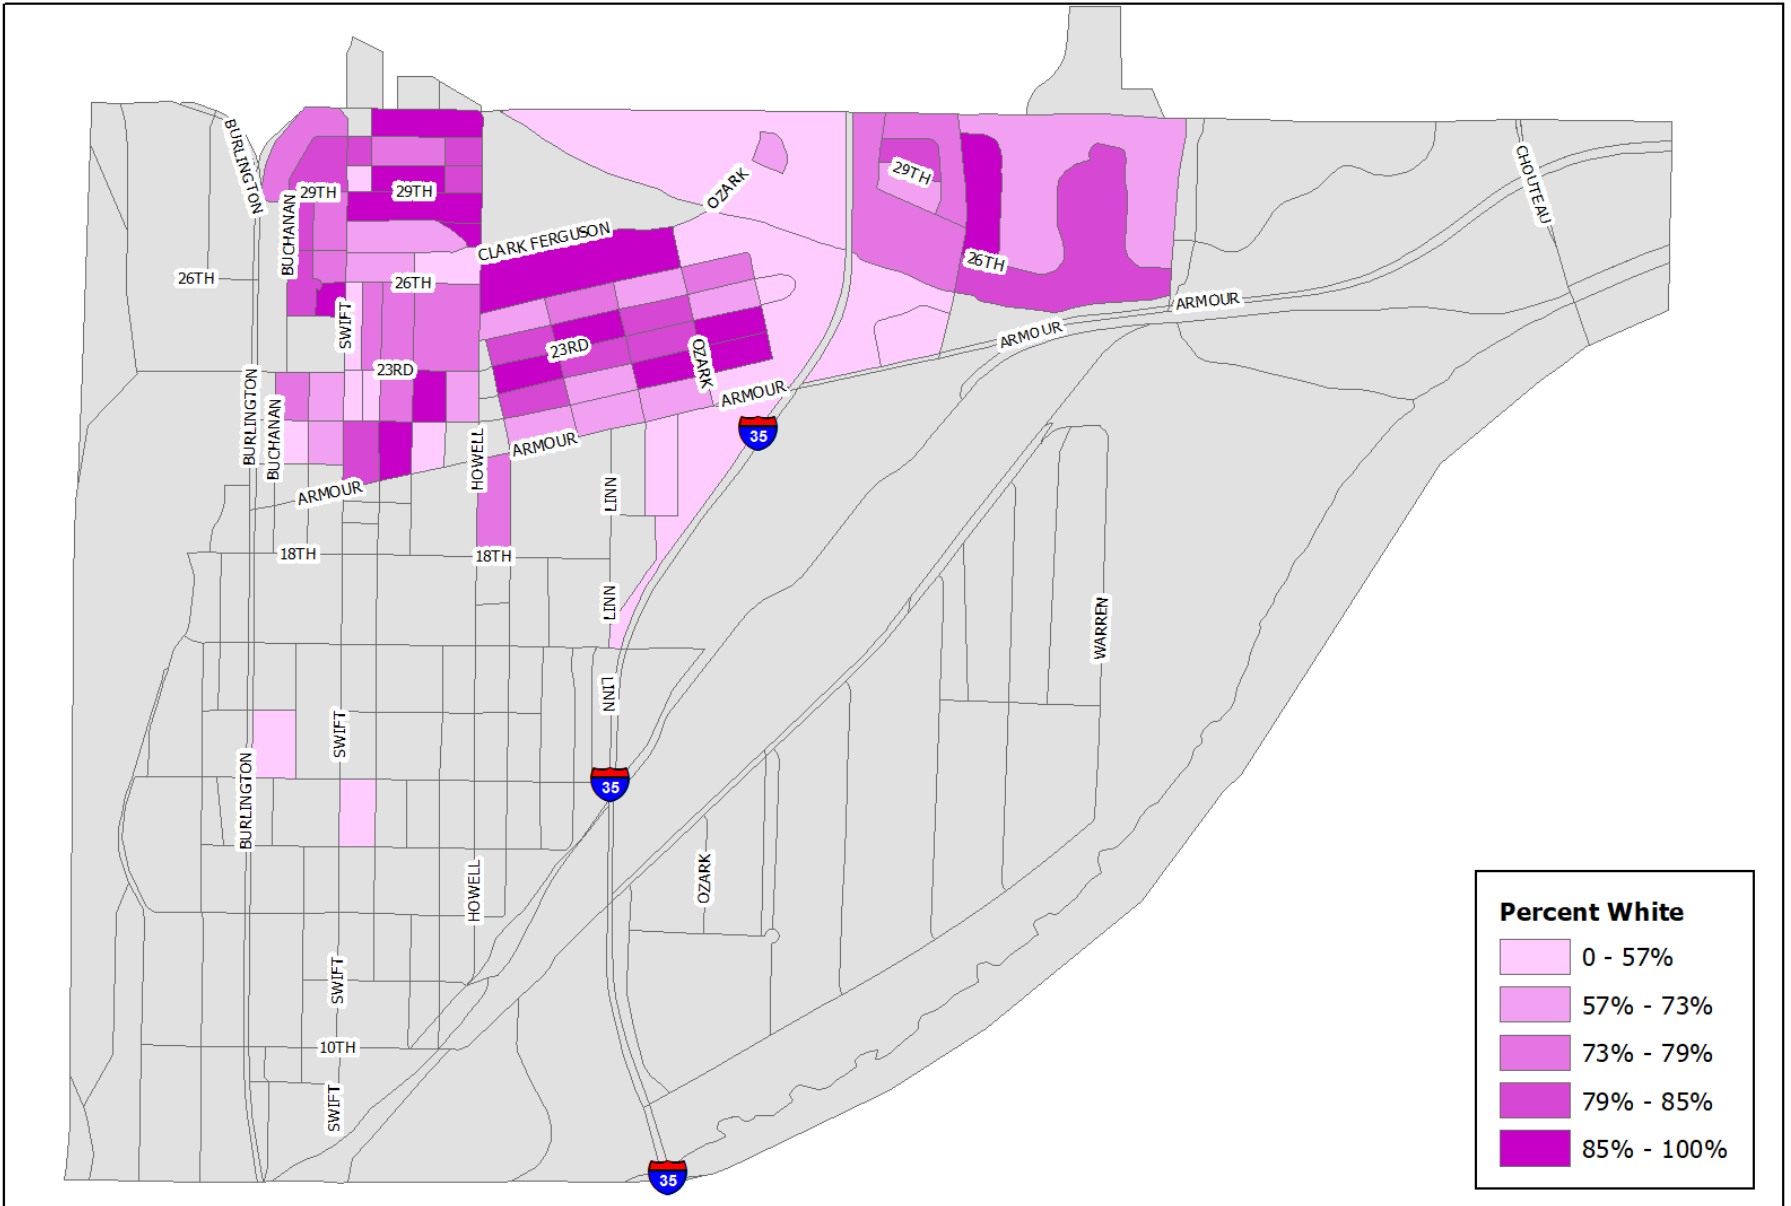 BURLINGTON
29TH
29TH
29TH
OZARK
CHOUTEAU
BUCHANAN
CLARK FERGUSON
26TH
26TH
26TH
ARMOUR
SWIFT
ARMOUR
23RD
OZARK
23RD
ARMOUR
BURLINGTON
BUCHANAN
35
HOWELL
ARMOUR
ARMOUR
LINN
18TH
18TH
LINN
WARREN
LINN
SWIFT
BURLINGTON
35
HOWELL
OZARK
SWIFT
10TH
SWIFT
35
Percent White
0 - 57%
57% - 73%
73% - 79%
79% - 85%
85% - 100%